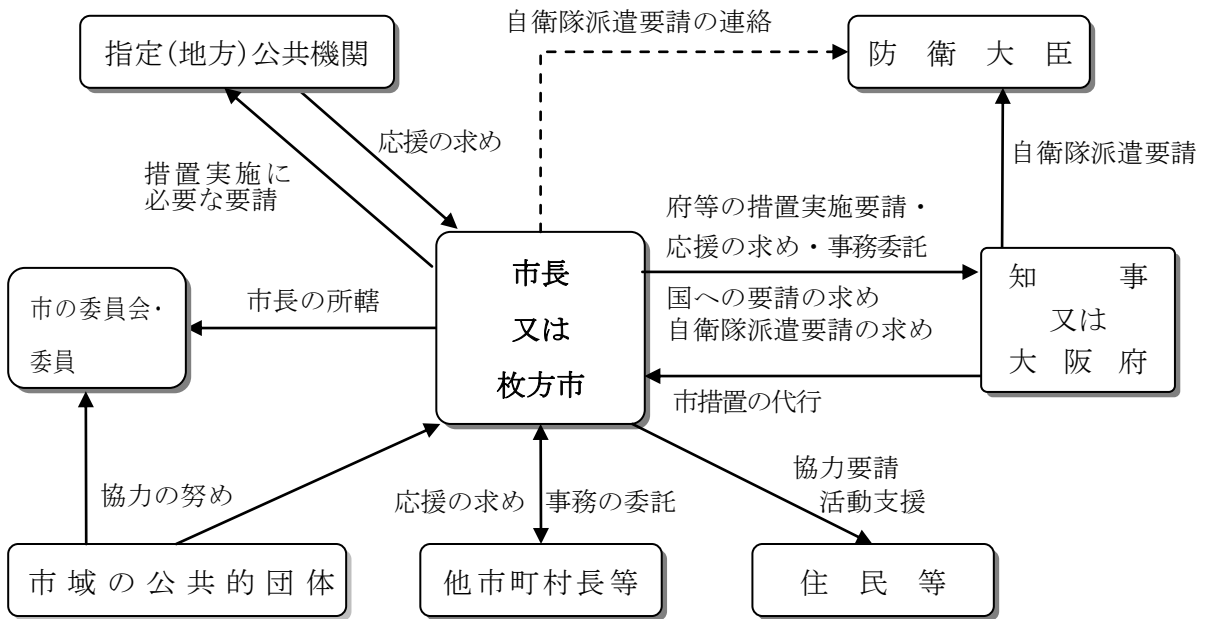 自衛隊派遣要請の連絡
指定(地方)公共機関
防衛大臣
応援の求め
措置実施に
必要な要請
自衛隊派遣要請
府等の措置実施要請・
応援の求め・事務委託
国への要請の求め
自衛隊派遣要請の求め
市長
又は
枚方市
知事
又は
大阪府
市の委員会・
委員
市長の所轄
市措置の代行
協力の努め
応援の求め
事務の委託
協力要請
活動支援
市域の公共的団体
他市町村長等
住民等